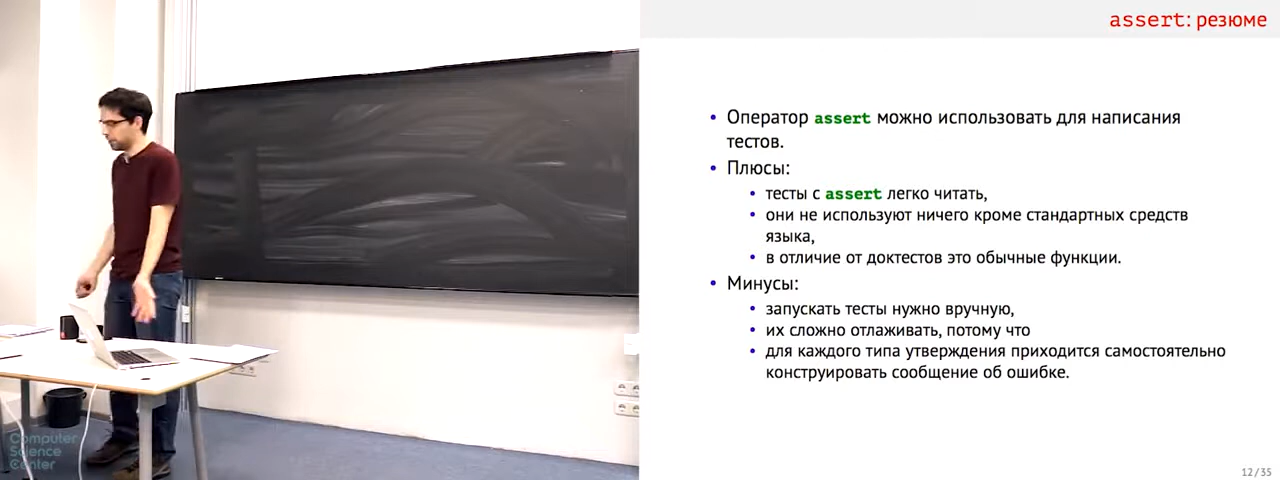 assert: резюме
• Оператор assert можно использовать для написания
тестов.
• Плюсы:
• тесты с assert легко читать,
• они не используют ничего кроме стандартных средств
языка,
• в отличие от доктестов это обычные функции.
• Минусы:
• запускать тесты нужно вручную,
• их сложно отлаживать, потому что
• для каждого типа утверждения приходится самостоятельно
конструировать сообщение об ошибке.
12/35
Computer
Science
Center